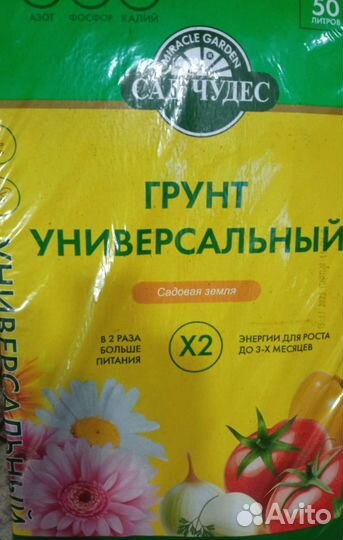 АЗОТ ФОСФОР КАЛИЙ
50
ЛИТРОВ
MIRACLE GARDEN
САД ЧУДЕС
ГРУНТ
УНИВЕРСАЛЬНЫЙ
Садовая земля
В 2 РАЗА
БОЛЬШЕ
ПИТАНИЯ
X2
ЭНЕРГИИ ДЛЯ РОСТА
ДО 3-Х МЕСЯЦЕВ
УНИВЕРСАЛЬНЫЙ
Avito